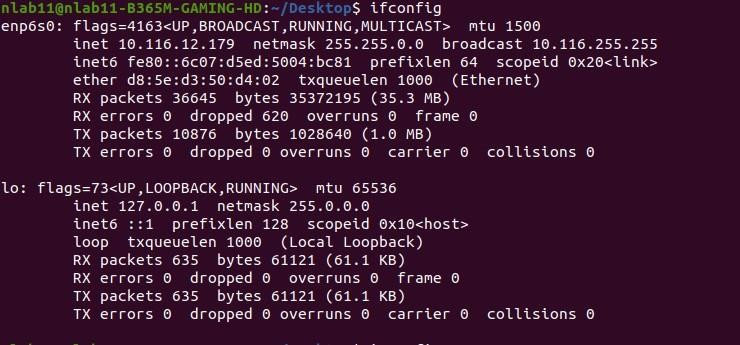 nlab11@nlab11-B365M-GAMING-HD:~/Desktop$ ifconfig
enp6s0: flags=4163<UP,BROADCAST,RUNNING,MULTICAST>  mtu 1500
        inet 10.116.12.179  netmask 255.255.0.0  broadcast 10.116.255.255
        inet6 fe80::6c07:d5ed:5004:bc81  prefixlen 64  scopeid 0x20<link>
        ether d8:5e:d3:50:d4:02  txqueuelen 1000  (Ethernet)
        RX packets 36645  bytes 35372195 (35.3 MB)
        RX errors 0  dropped 620  overruns 0  frame 0
        TX packets 10876  bytes 1028640 (1.0 MB)
        TX errors 0  dropped 0 overruns 0  carrier 0  collisions 0

lo: flags=73<UP,LOOPBACK,RUNNING>  mtu 65536
        inet 127.0.0.1  netmask 255.0.0.0
        inet6 ::1  prefixlen 128  scopeid 0x10<host>
        loop  txqueuelen 1000  (Local Loopback)
        RX packets 635  bytes 61121 (61.1 KB)
        RX errors 0  dropped 0  overruns 0  frame 0
        TX packets 635  bytes 61121 (61.1 KB)
        TX errors 0  dropped 0 overruns 0  carrier 0  collisions 0